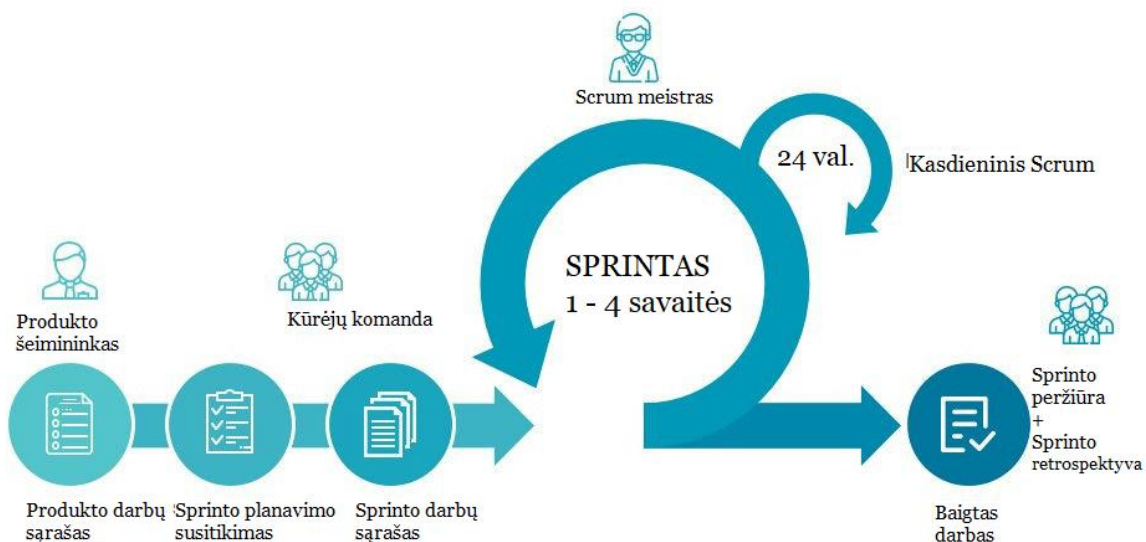 Scrum meistras
24 val.
Kasdieninis Scrum
SPRINTAS
1 - 4 savaitės
Produkto
šeimininkas
Kūrėjų komanda
Produkto darbų
sąrašas
Sprinto planavimo
susitikimas
Sprinto darbų
sąrašas
Sprinto
peržiūra
+
Sprinto
retrospektyva
Baigtas
darbas